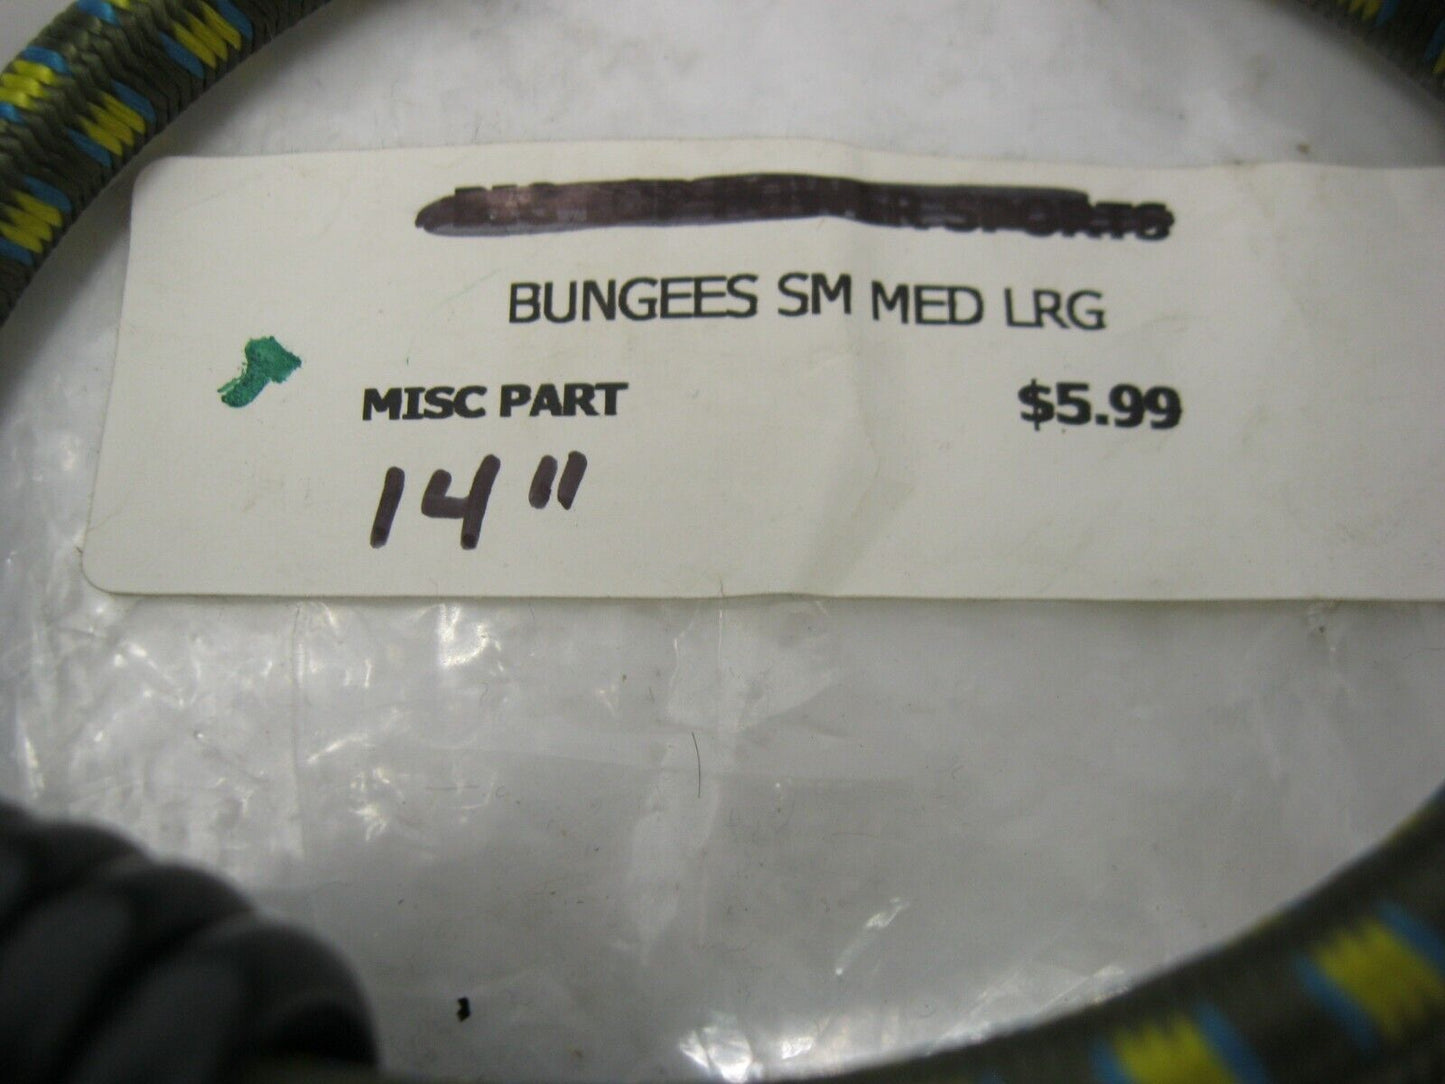 BUNGEES SM MED LRG
MISC PART $5.99
14"